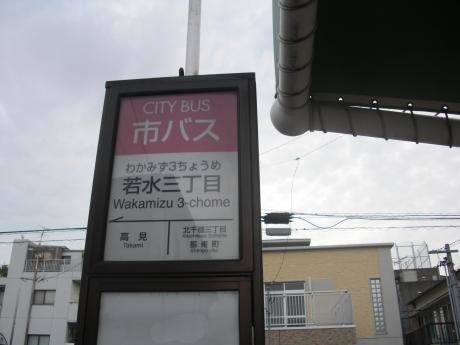 CITY BUS
市バス
わかみず3ちょうめ
若水三丁目
Wakamizu 3-chome
高見
Takami
北千種三丁目
振甫町